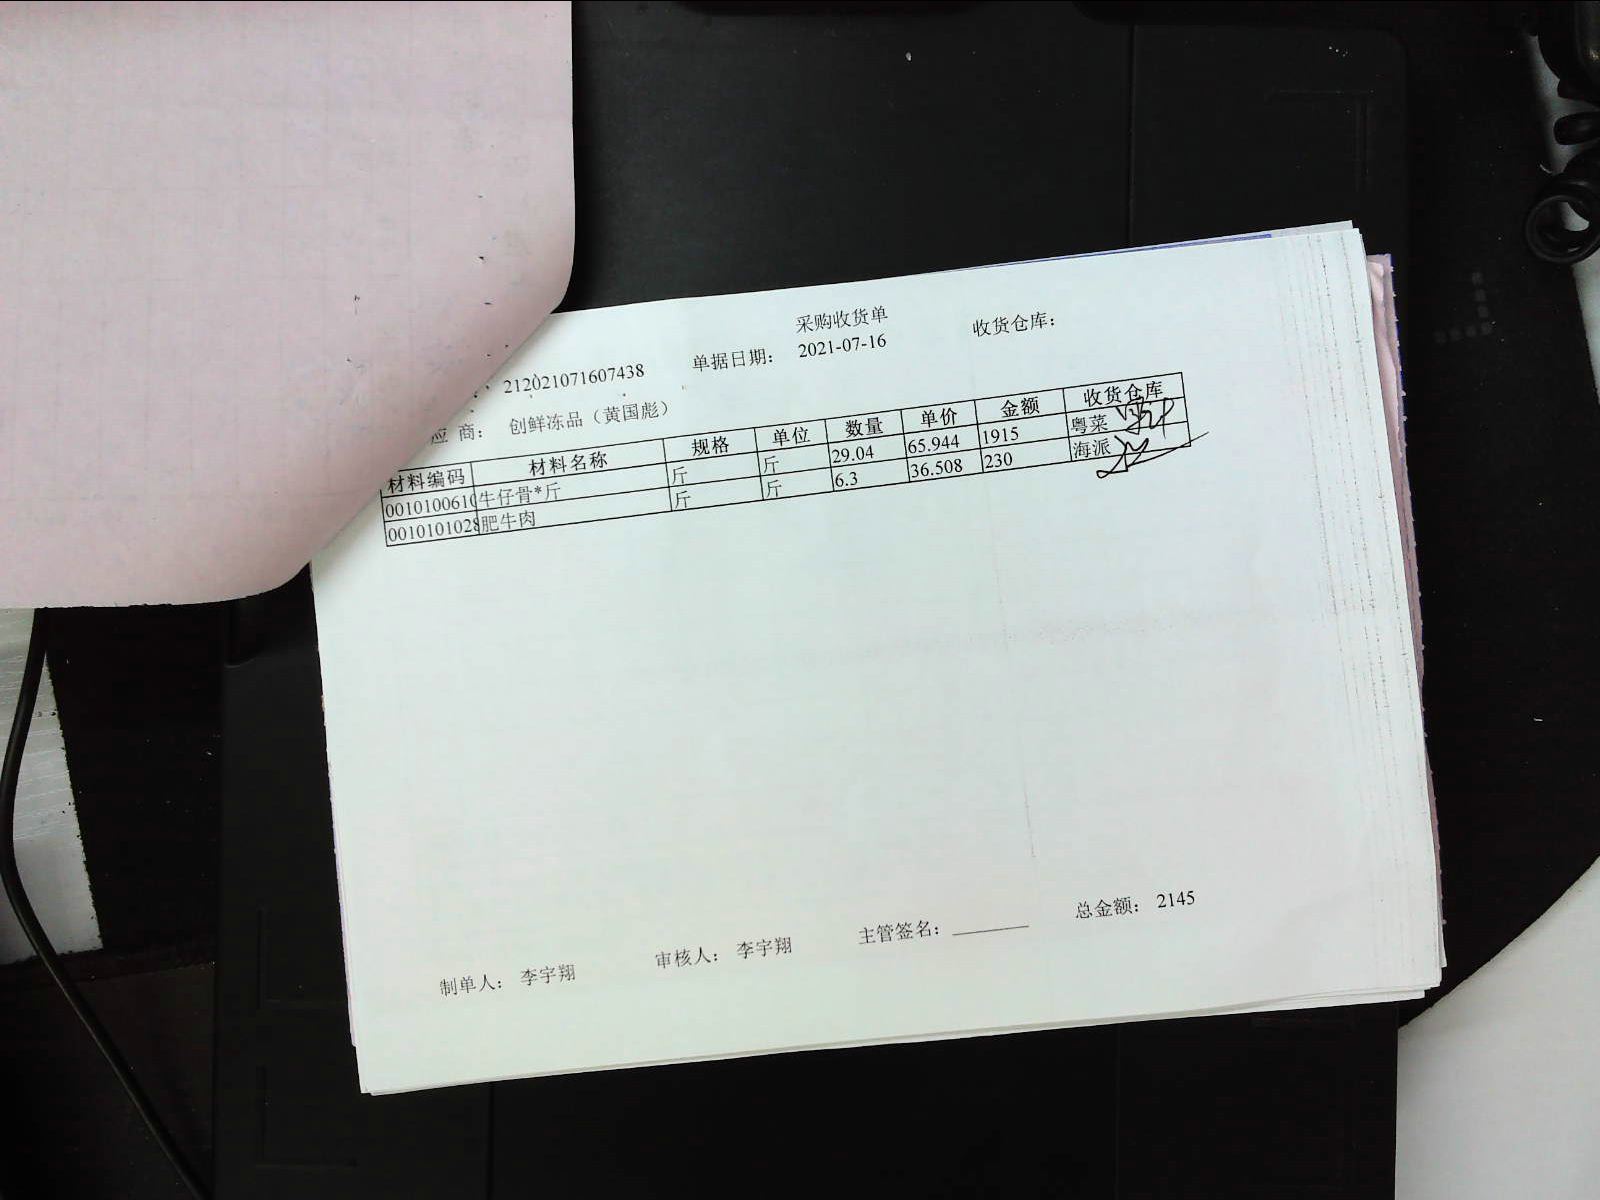 采购收货单
212021071607438 单据日期： 2021-07-16 收货仓库：
应 商： 创鲜冻品（黄国彪）
材料编码 材料名称 规格 单位 数量 单价 金额 收货仓库
001010061 牛仔骨*斤 斤 斤 29.04 65.944 1915 粤菜
001010102 肥牛肉 斤 斤 6.3 36.508 230 海派
总金额： 2145
制单人： 李宇翔 审核人： 李宇翔 主管签名：